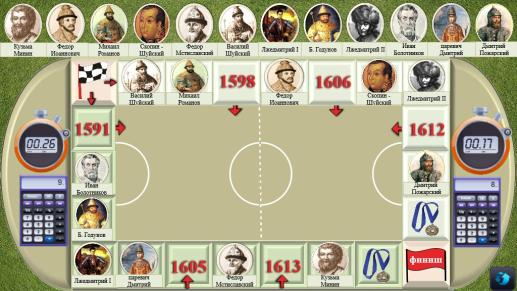 Кузьма
Минин
Федор
Иоаннович
Михаил
Романов
Скопин -
Шуйский
Федор
Мстиславский
Василий
Шуйский
Лжедмитрий I
Б. Годунов
Лжедмитрий II
Иван
Болотников
царевич
Дмитрий
Дмитрий
Пожарский
Василий
Шуйский
Михаил
Романов
1598
Федор
Иоаннович
1606
Скопин -
Шуйский
Лжедмитрий II
00.26
9.
1591
1612
00.17
8.
Иван
Болотников
Дмитрий
Пожарский
Б. Годунов
Лжедмитрий I
царевич
Дмитрий
1605
Федор
Мстиславский
1613
Кузьма
Минин
финиш